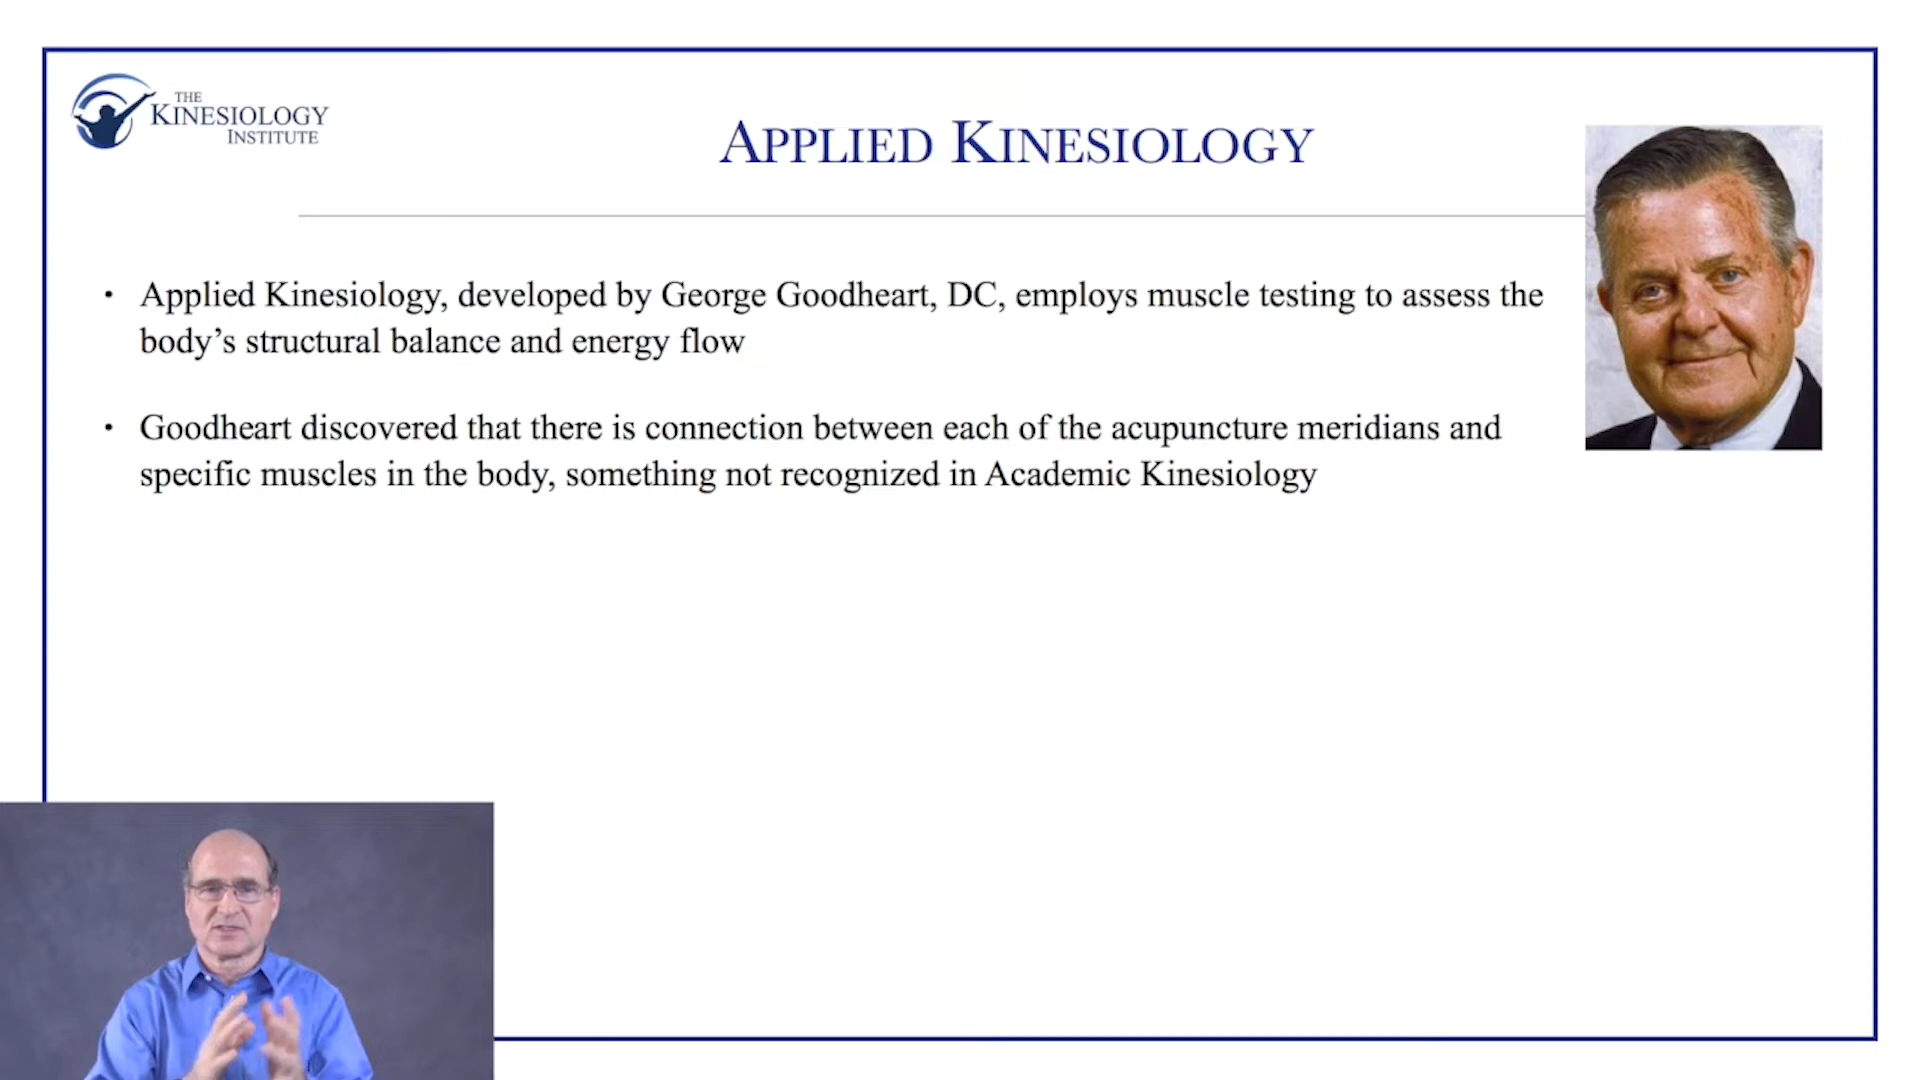 THE
KINESIOLOGY
INSTITUTE
APPLIED KINESIOLOGY
• Applied Kinesiology, developed by George Goodheart, DC, employs muscle testing to assess the
body’s structural balance and energy flow
• Goodheart discovered that there is connection between each of the acupuncture meridians and
specific muscles in the body, something not recognized in Academic Kinesiology